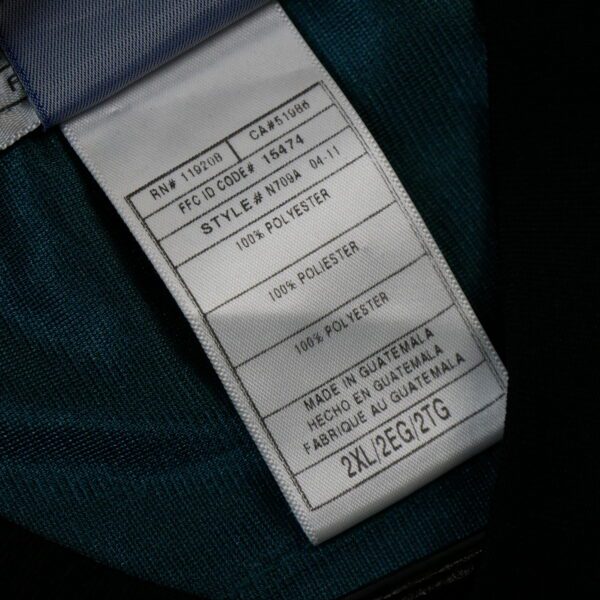 RN# 11920B
CA#51986
FFC ID CODE# 15474
STYLE# N709A 04-11
100% POLYESTER
100% POLIESTER
100% POLYESTER
MADE IN GUATEMALA
HECHO EN GUATEMALA
FABRIQUE AU GUATEMALA
2XL/2EG/2TG